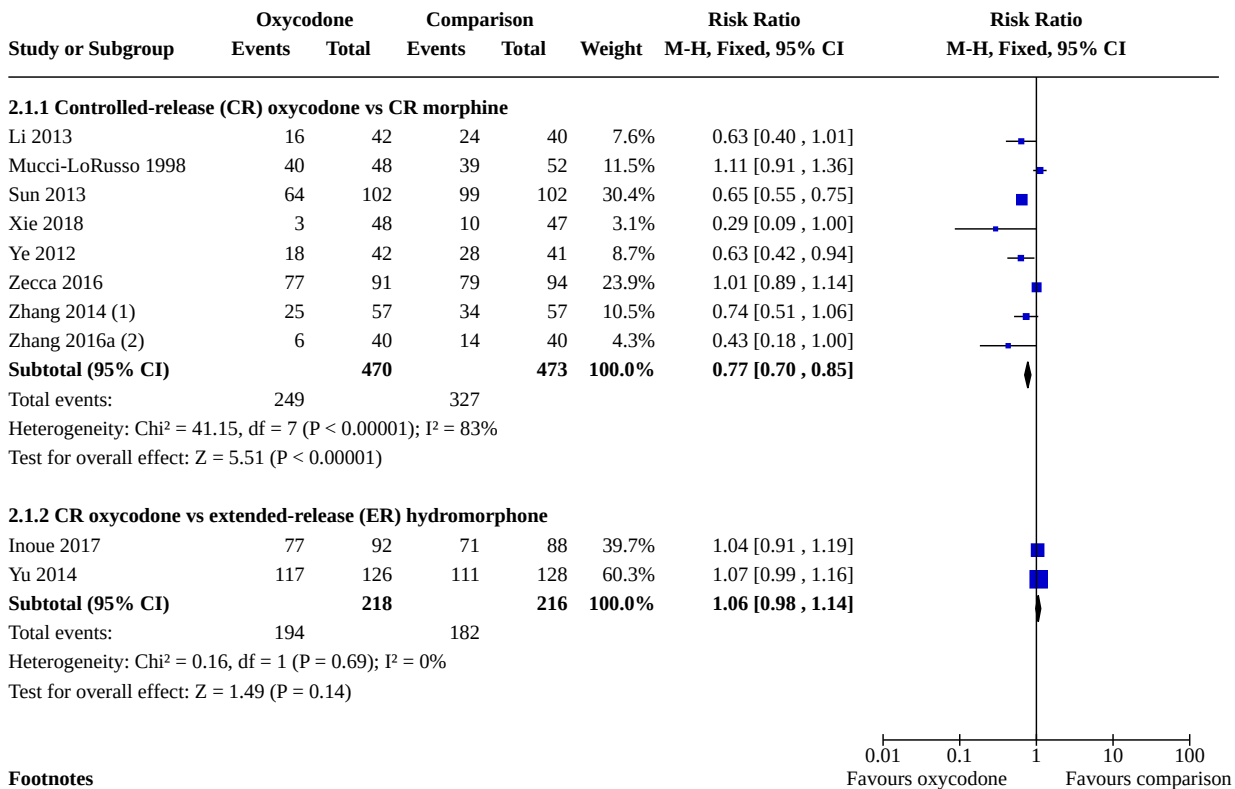 Oxycodone Comparison Risk Ratio Risk Ratio
Study or Subgroup Events Total Events Total Weight M-H, Fixed, 95% CI M-H, Fixed, 95% CI
2.1.1 Controlled-release (CR) oxycodone vs CR morphine
Li 2013 16 42 24 40 7.6% 0.63 [0.40 , 1.01]
Mucci-LoRusso 1998 40 48 39 52 11.5% 1.11 [0.91 , 1.36]
Sun 2013 64 102 99 102 30.4% 0.65 [0.55 , 0.75]
Xie 2018 3 48 10 47 3.1% 0.29 [0.09 , 1.00]
Ye 2012 18 42 28 41 8.7% 0.63 [0.42 , 0.94]
Zecca 2016 77 91 79 94 23.9% 1.01 [0.89 , 1.14]
Zhang 2014 (1) 25 57 34 57 10.5% 0.74 [0.51 , 1.06]
Zhang 2016a (2) 6 40 14 40 4.3% 0.43 [0.18 , 1.00]
Subtotal (95% CI) 470 473 100.0% 0.77 [0.70 , 0.85]
Total events: 249 327
Heterogeneity: Chi² = 41.15, df = 7 (P < 0.00001); I² = 83%
Test for overall effect: Z = 5.51 (P < 0.00001)
2.1.2 CR oxycodone vs extended-release (ER) hydromorphone
Inoue 2017 77 92 71 88 39.7% 1.04 [0.91 , 1.19]
Yu 2014 117 126 111 128 60.3% 1.07 [0.99 , 1.16]
Subtotal (95% CI) 218 216 100.0% 1.06 [0.98 , 1.14]
Total events: 194 182
Heterogeneity: Chi² = 0.16, df = 1 (P = 0.69); I² = 0%
Test for overall effect: Z = 1.49 (P = 0.14)
0.01 0.1 1 10 100
Footnotes Favours oxycodone Favours comparison